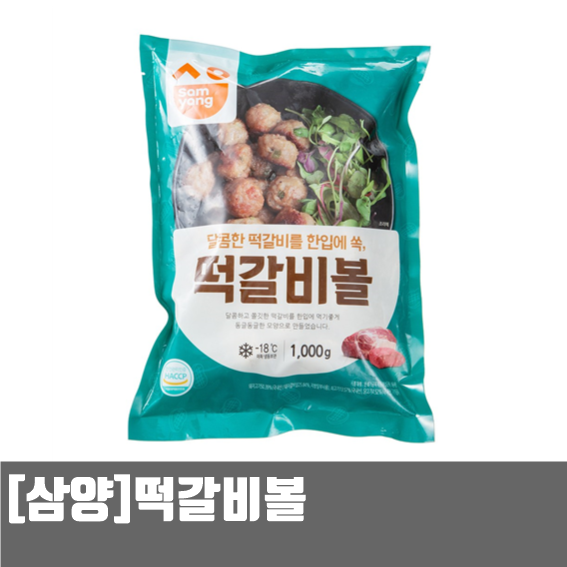 삼양
Sam
yang
달콤한 떡갈비를 한입에 쏙,
떡갈비볼
달콤하고 쫄깃한 떡갈비를 한입에 먹기좋게
동글동글한 모양으로 만들었습니다.
-18℃
1,000g
HACCP
[삼양]떡갈비볼